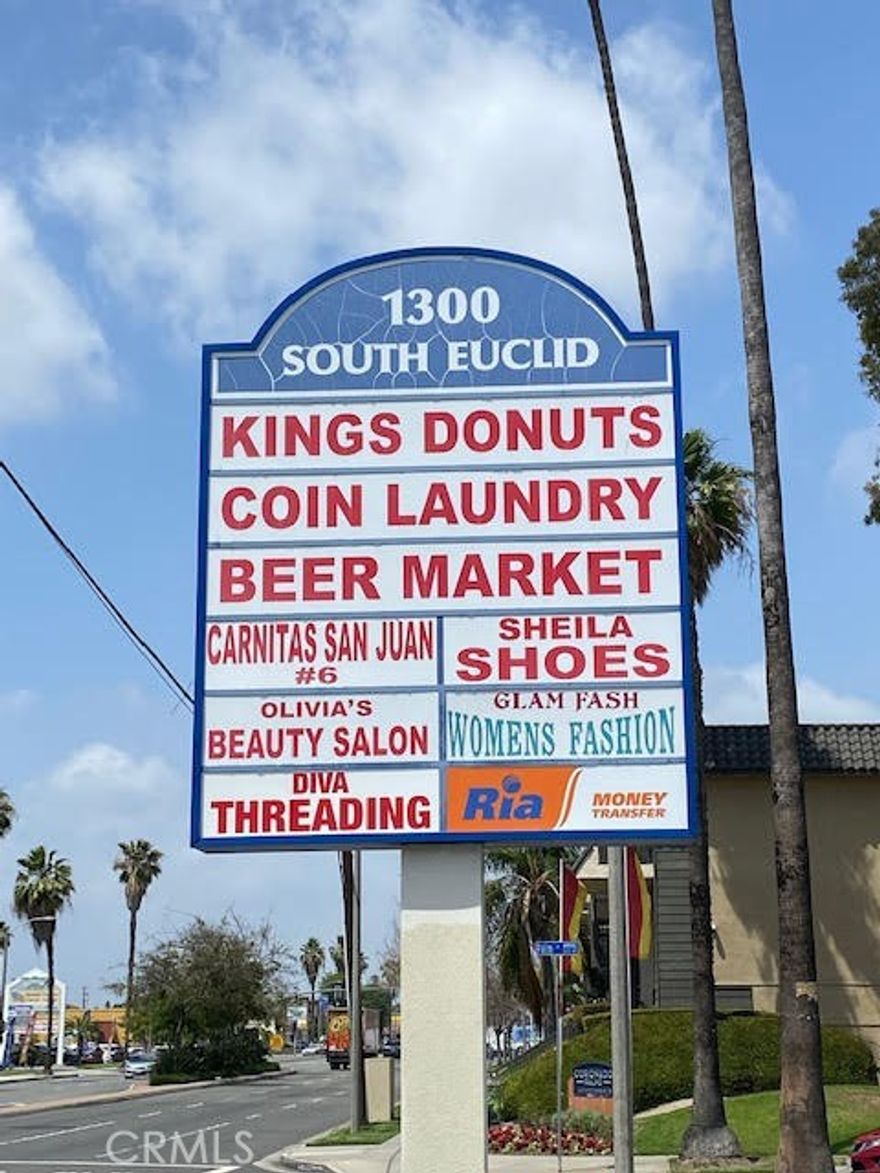 1300
SOUTH EUCLID
KINGS DONUTS
COIN LAUNDRY
BEER MARKET
CARNITAS SAN JUAN
#6
SHEILA
SHOES
OLIVIA'S
BEAUTY SALON
GLAM FASH
WOMENS FASHION
DIVA
THREADING
Ria
MONEY
TRANSFER
CRMLS